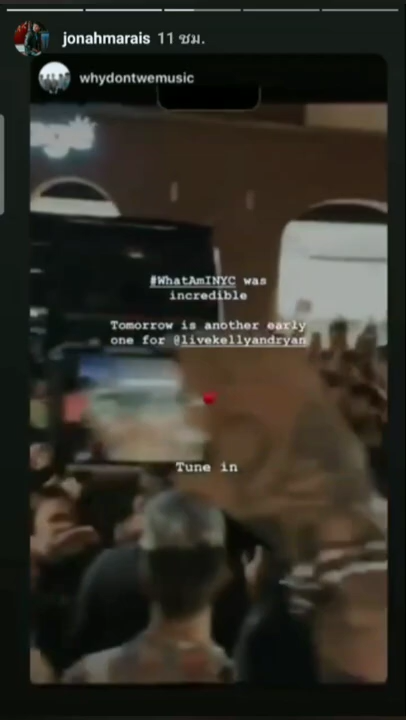 jonahmarais 11 ชม.
whydontwemusic
#WhatAmINYC was
incredible
Tomorrow is another early
one for @livekellyandryan
Tune in